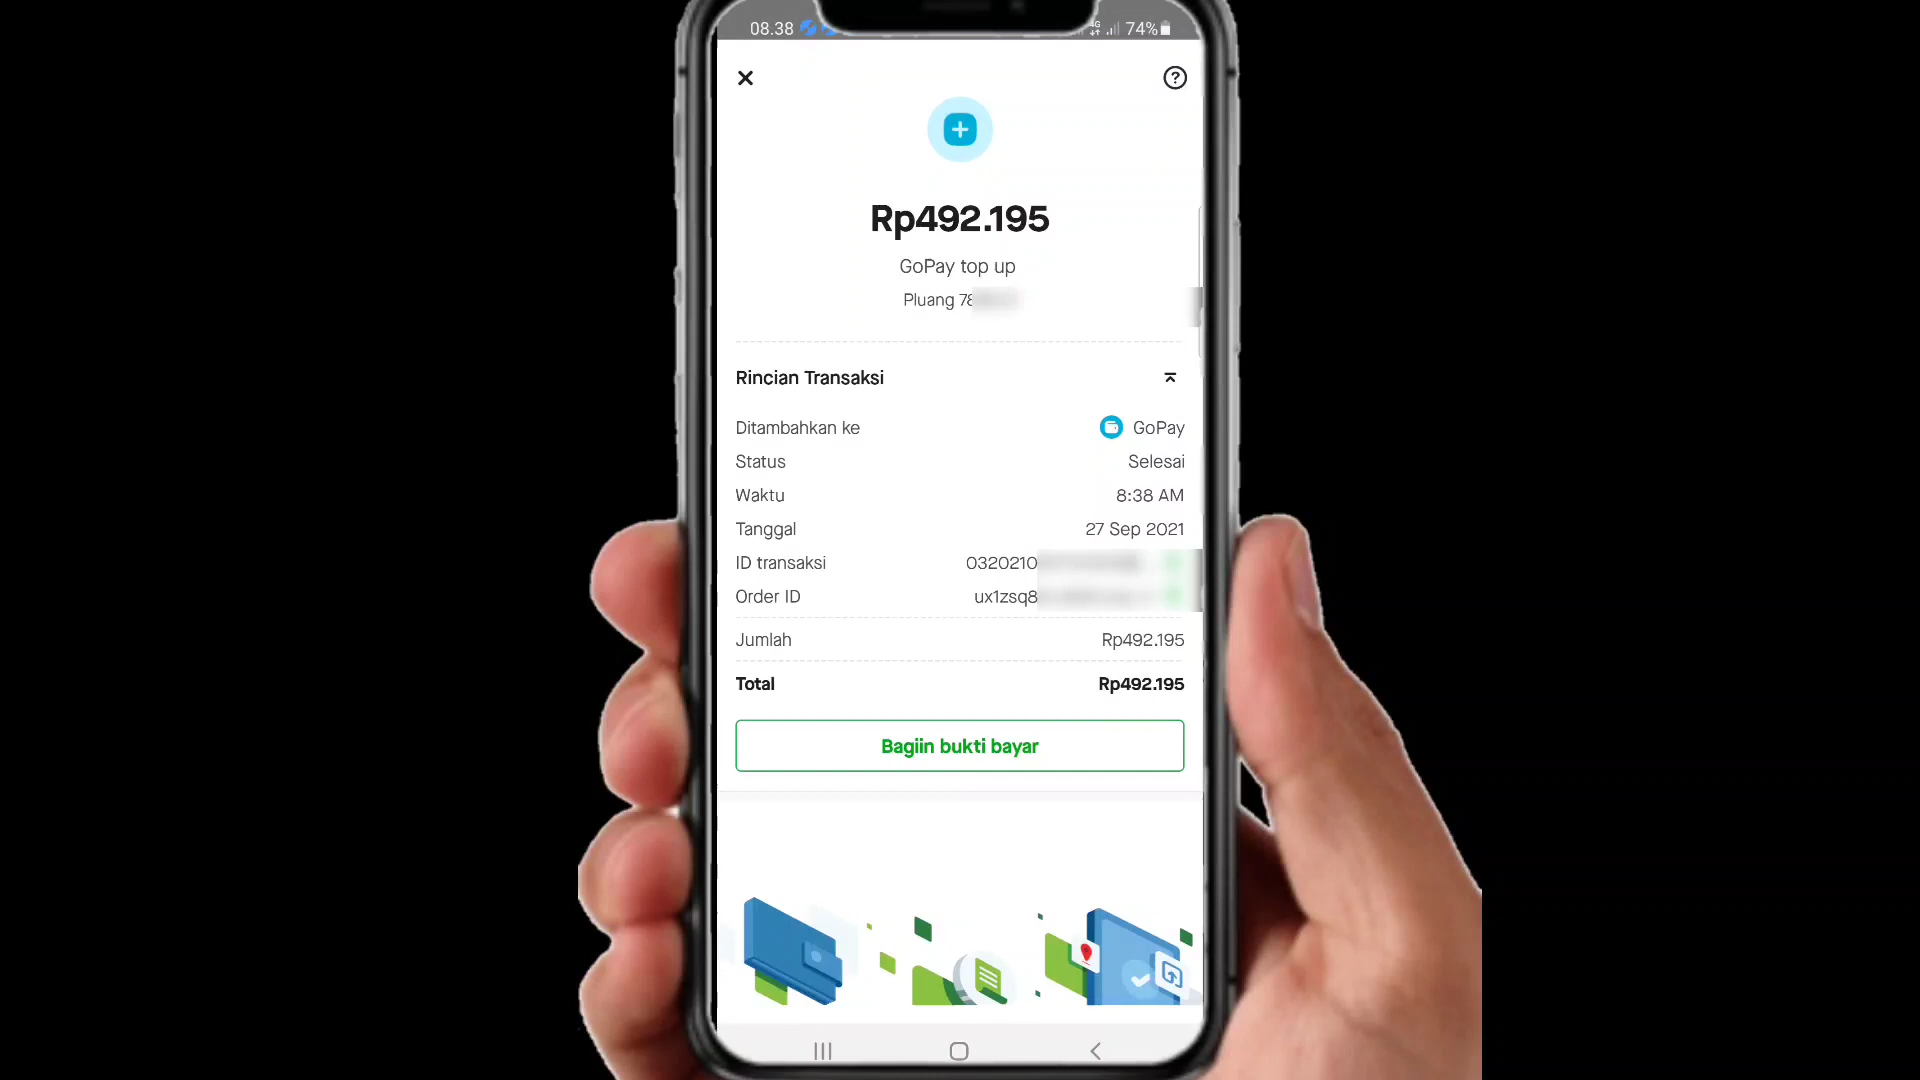 08.38 4G 74%
Rp492.195
GoPay top up
Pluang 78
Rincian Transaksi
Ditambahkan ke GoPay
Status Selesai
Waktu 8:38 AM
Tanggal 27 Sep 2021
ID transaksi 0320210
Order ID ux1zsq8
Jumlah Rp492.195
Total Rp492.195
Bagiin bukti bayar